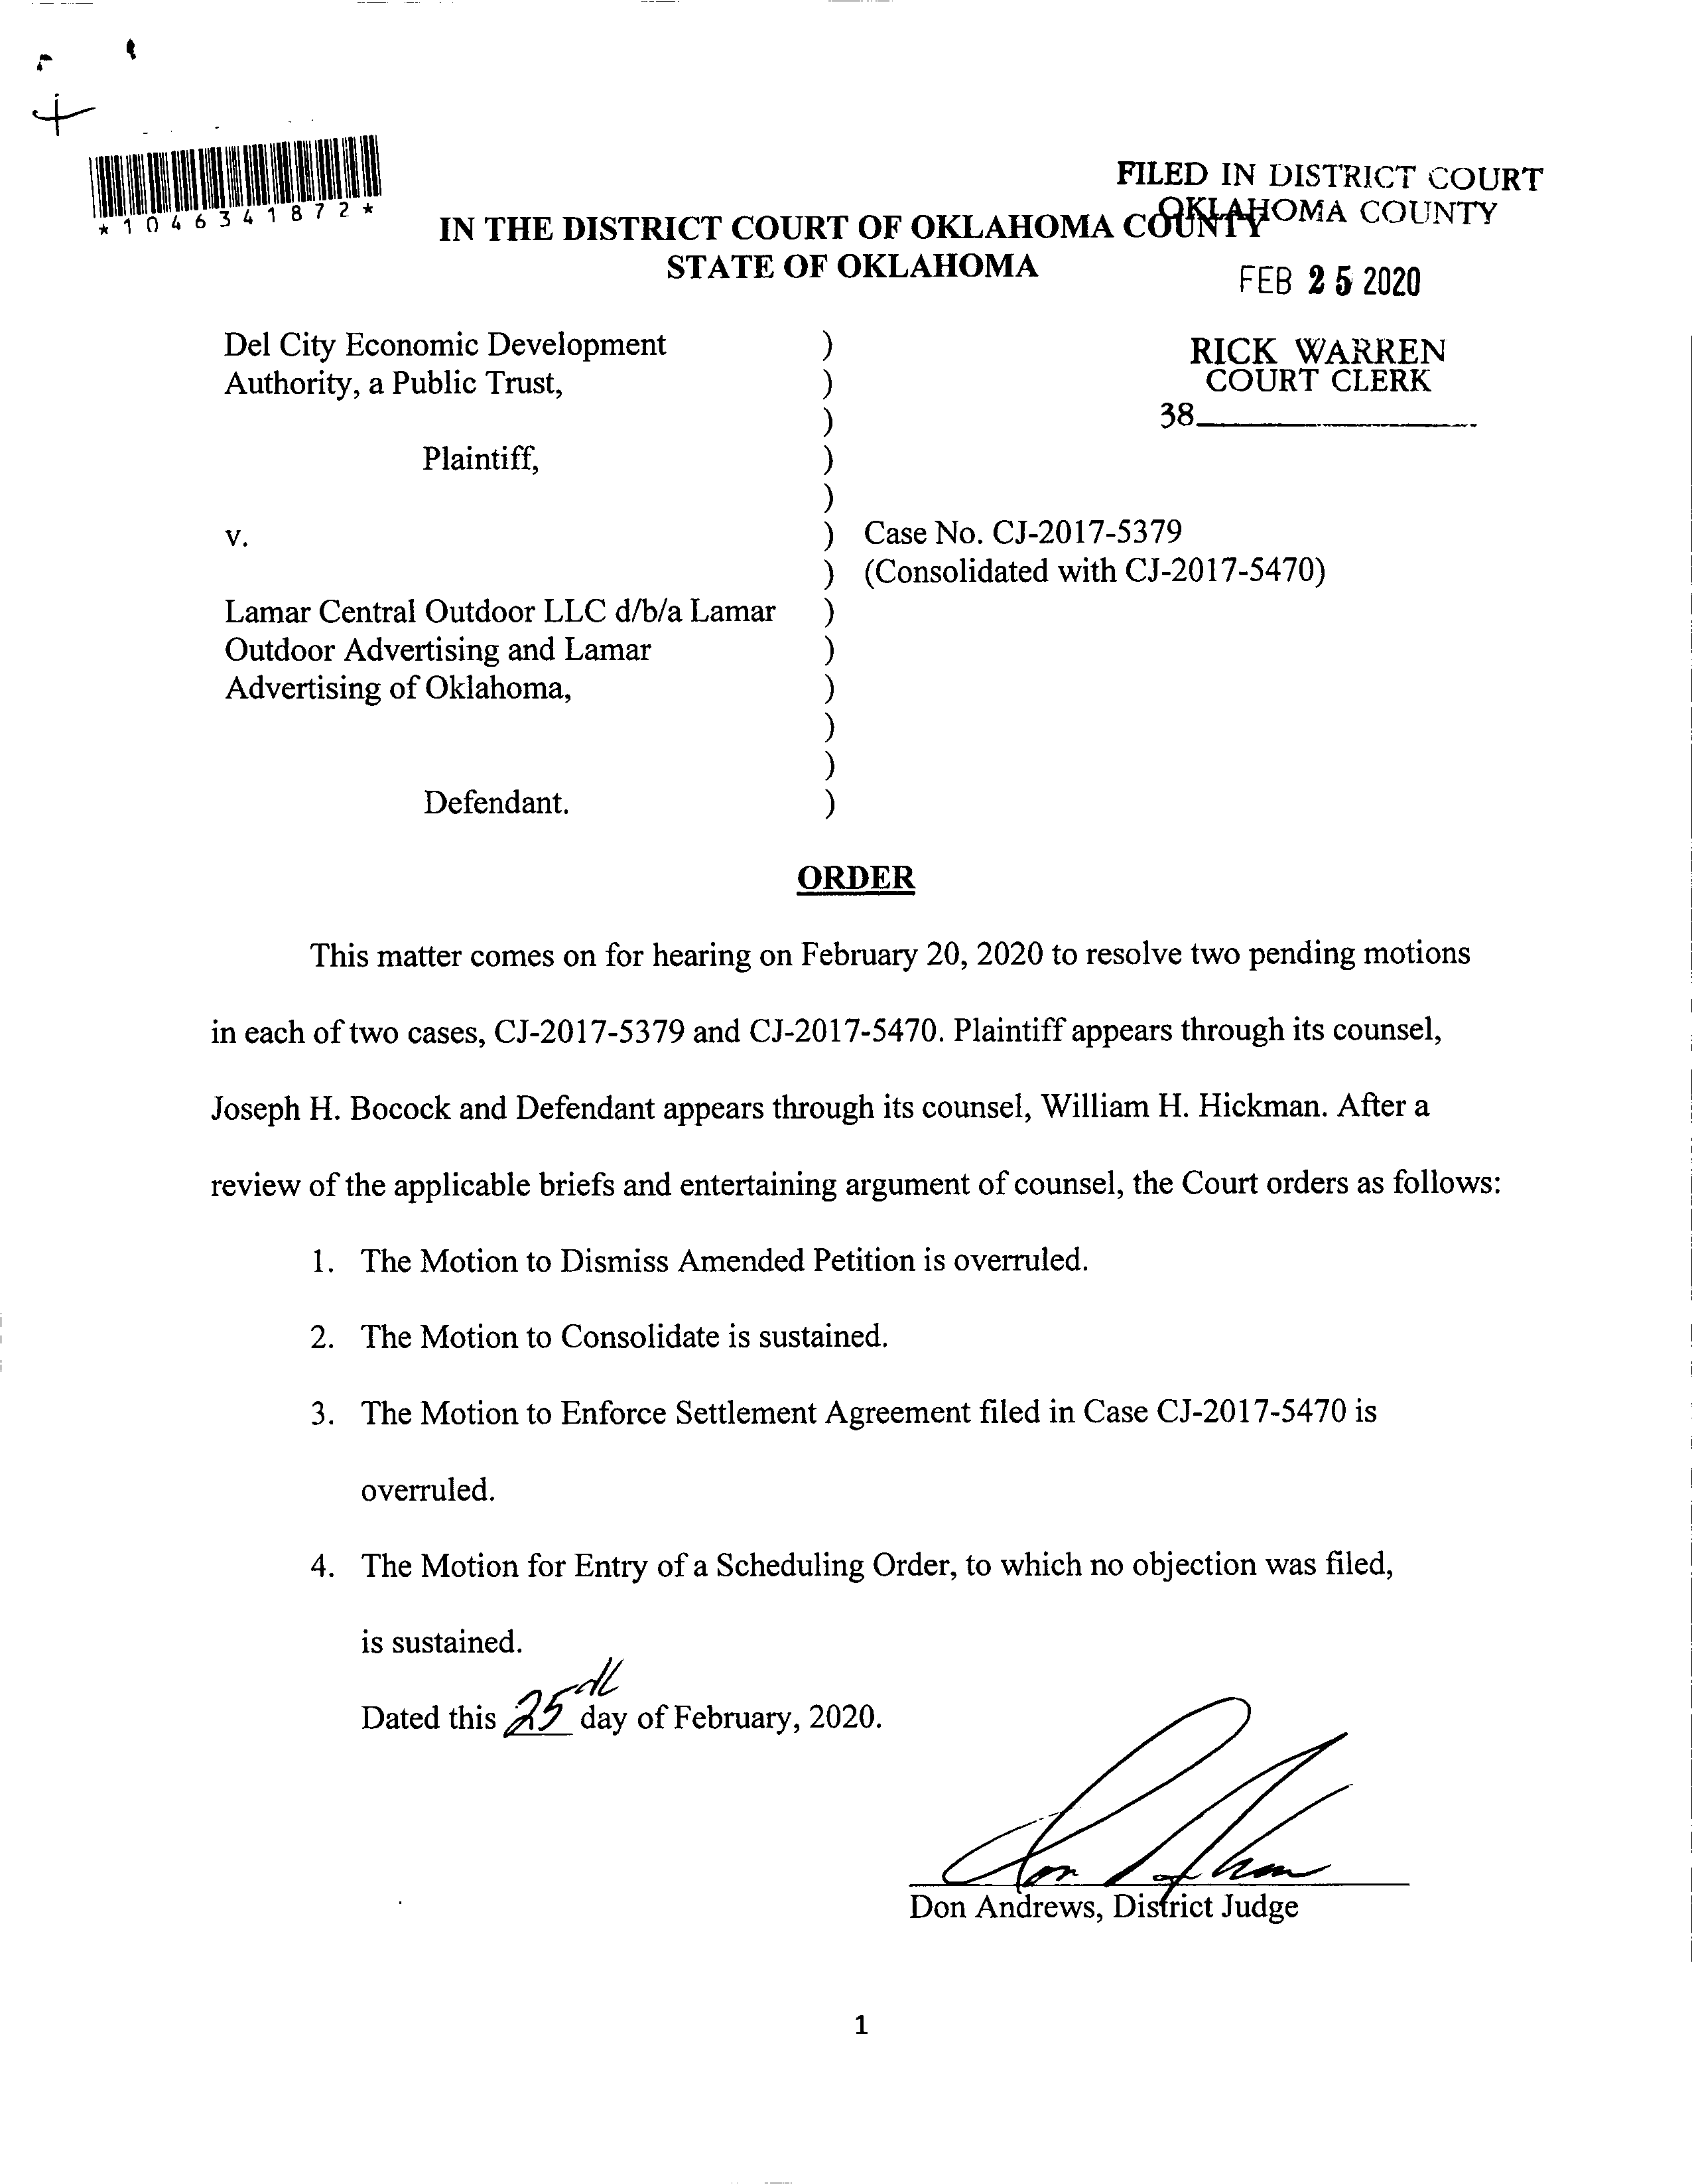 *1046341872*
FILED IN DISTRICT COURT
OKLAHOMA COUNTY
IN THE DISTRICT COURT OF OKLAHOMA COUNTY
STATE OF OKLAHOMA
FEB 25 2020
RICK WARREN
COURT CLERK
38
Del City Economic Development )
Authority, a Public Trust, )
)
Plaintiff, )
)
v. ) Case No. CJ-2017-5379
) (Consolidated with CJ-2017-5470)
Lamar Central Outdoor LLC d/b/a Lamar )
Outdoor Advertising and Lamar )
Advertising of Oklahoma, )
)
)
Defendant. )
ORDER
This matter comes on for hearing on February 20, 2020 to resolve two pending motions
in each of two cases, CJ-2017-5379 and CJ-2017-5470. Plaintiff appears through its counsel,
Joseph H. Bocock and Defendant appears through its counsel, William H. Hickman. After a
review of the applicable briefs and entertaining argument of counsel, the Court orders as follows:
1. The Motion to Dismiss Amended Petition is overruled.
2. The Motion to Consolidate is sustained.
3. The Motion to Enforce Settlement Agreement filed in Case CJ-2017-5470 is
overruled.
4. The Motion for Entry of a Scheduling Order, to which no objection was filed,
is sustained.
Dated this 25th day of February, 2020.
Don Andrews, District Judge
1